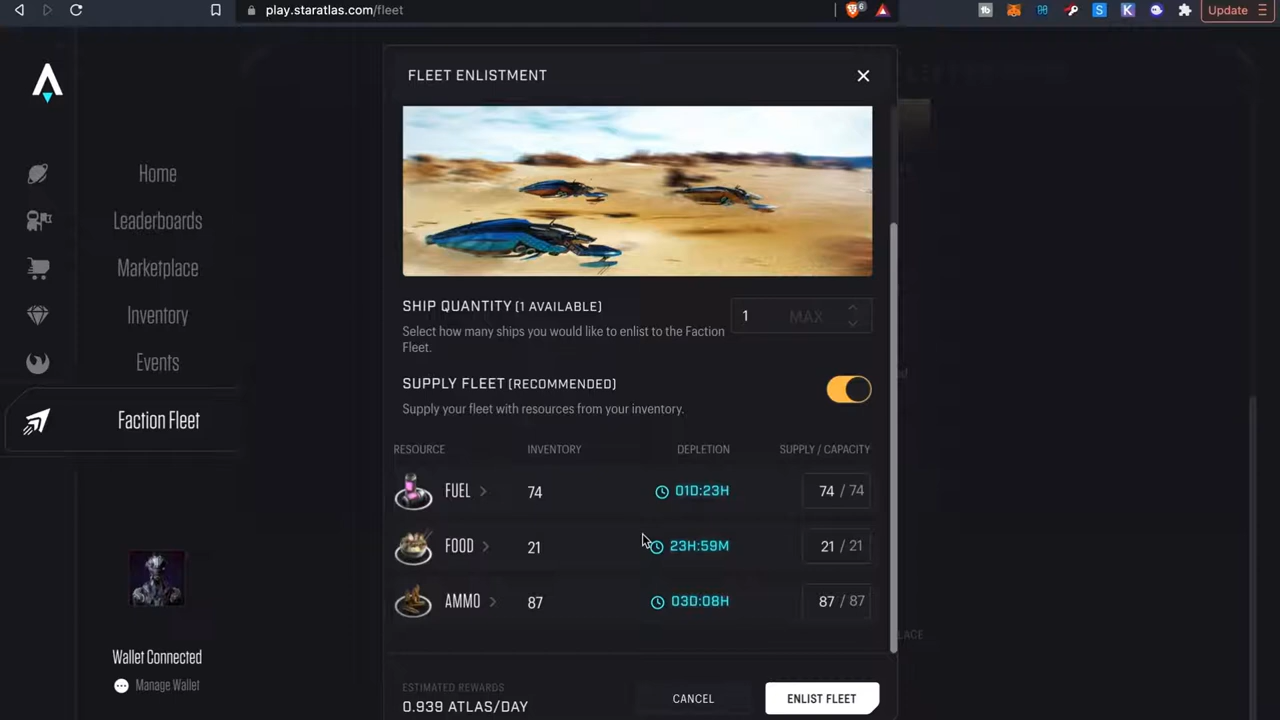 play.staratlas.com/fleet
6
tb
S
K
Update
FLEET ENLISTMENT
Home
Leaderboards
Marketplace
Inventory
Events
Faction Fleet
Wallet Connected
Manage Wallet
SHIP QUANTITY (1 AVAILABLE)
1 MAX
Select how many ships you would like to enlist to the Faction
Fleet.
SUPPLY FLEET (RECOMMENDED)
Supply your fleet with resources from your inventory.
RESOURCE INVENTORY DEPLETION SUPPLY / CAPACITY
FUEL > 74 01D:23H 74 / 74
FOOD > 21 23H:59M 21 / 21
AMMO > 87 03D:08H 87 / 87
LACE
ESTIMATED REWARDS
0.939 ATLAS/DAY
CANCEL
ENLIST FLEET